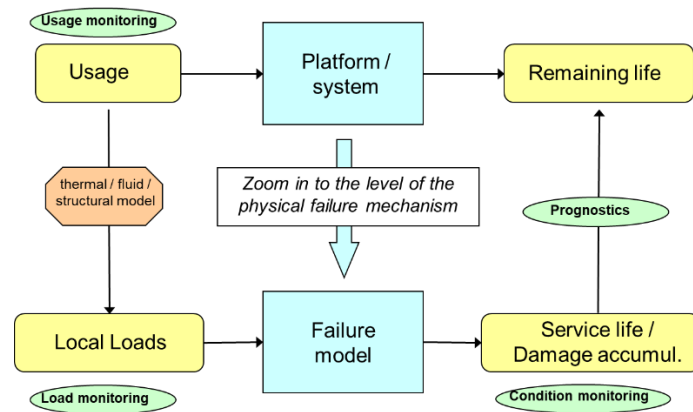 Usage monitoring
Usage
Platform /
system
Remaining life
thermal / fluid /
structural model
Zoom in to the level of the
physical failure mechanism
Prognostics
Local Loads
Failure
model
Service life /
Damage accumul.
Load monitoring
Condition monitoring